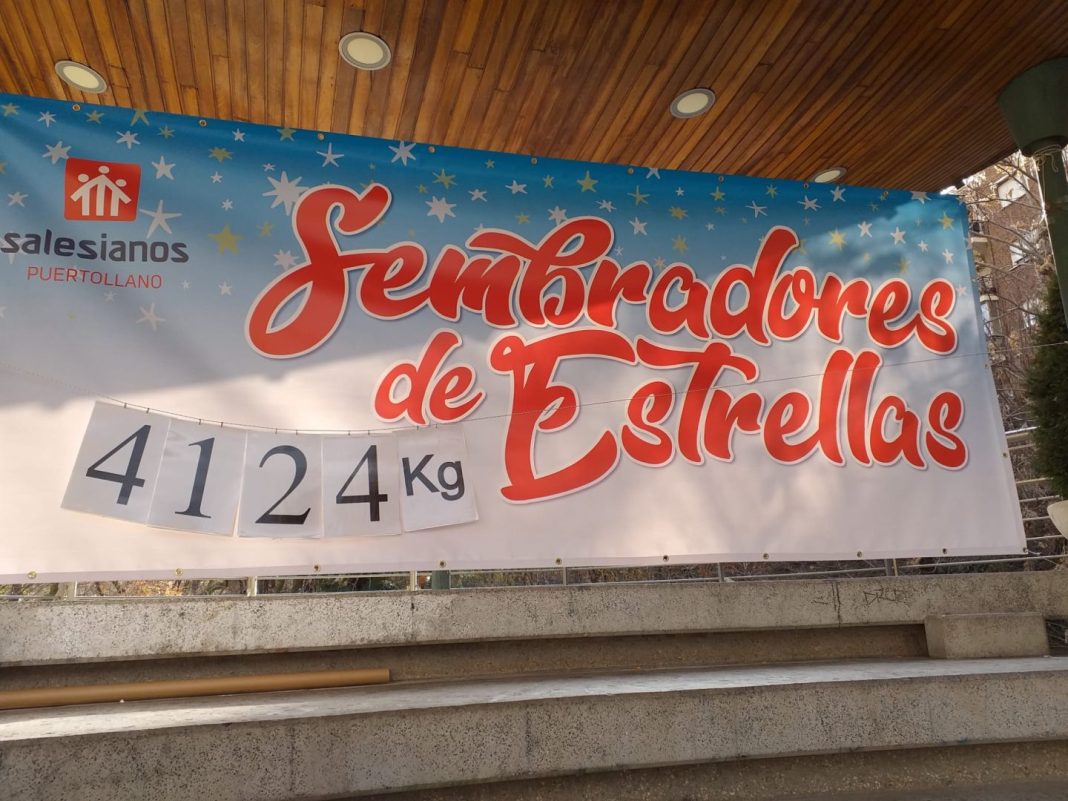 salesianos
PUERTOLLANO
Sembradores
de Estrellas
4124 Kg